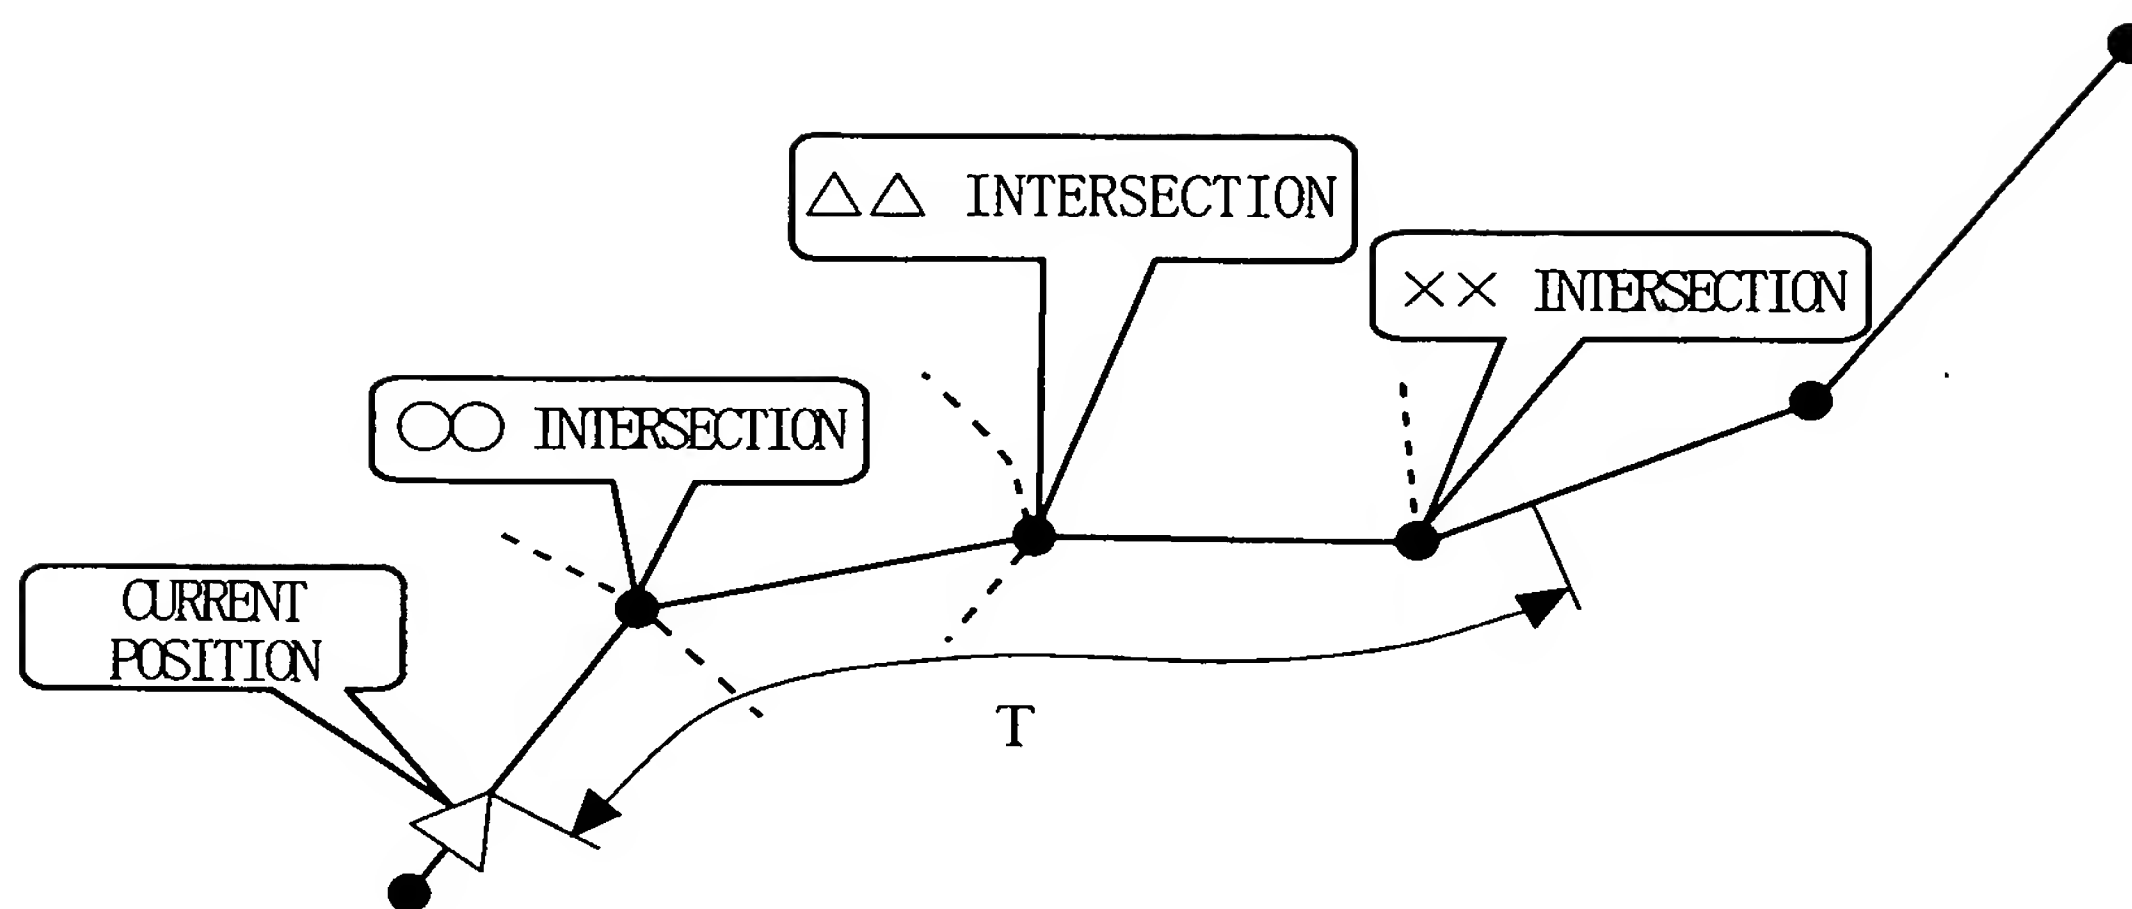 △△ INTERSECTION
×× INTERSECTION
○○ INTERSECTION
CURRENT
POSITION
T